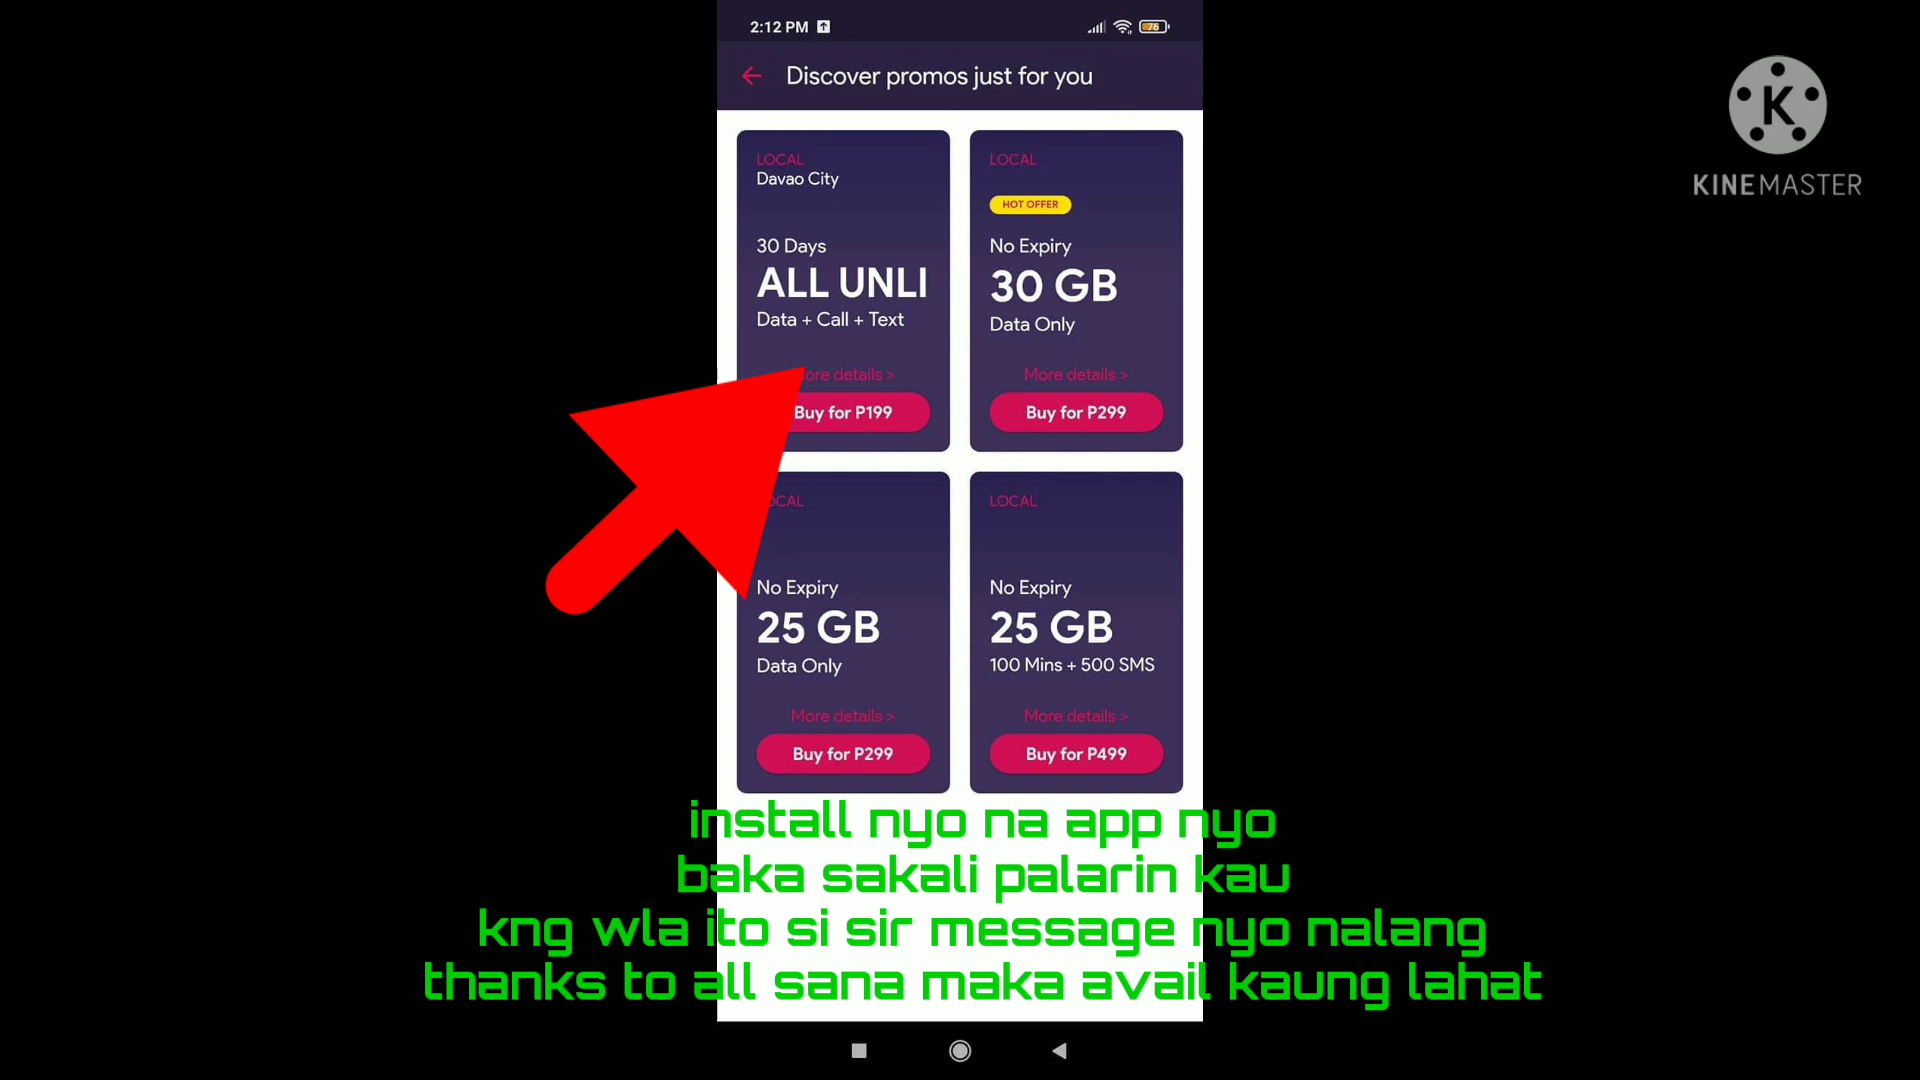 2:12 PM
76
Discover promos just for you
LOCAL
Davao City
30 Days
ALL UNLI
Data + Call + Text
ore details >
Buy for P199
LOCAL
HOT OFFER
No Expiry
30 GB
Data Only
More details >
Buy for P299
OCAL
No Expiry
25 GB
Data Only
More details >
Buy for P299
LOCAL
No Expiry
25 GB
100 Mins + 500 SMS
More details >
Buy for P499
K
KINEMASTER
install nyo na app nyo
baka sakali palarin kau
kng wla ito si sir message nyo nalang
thanks to all sana maka avail kaung lahat